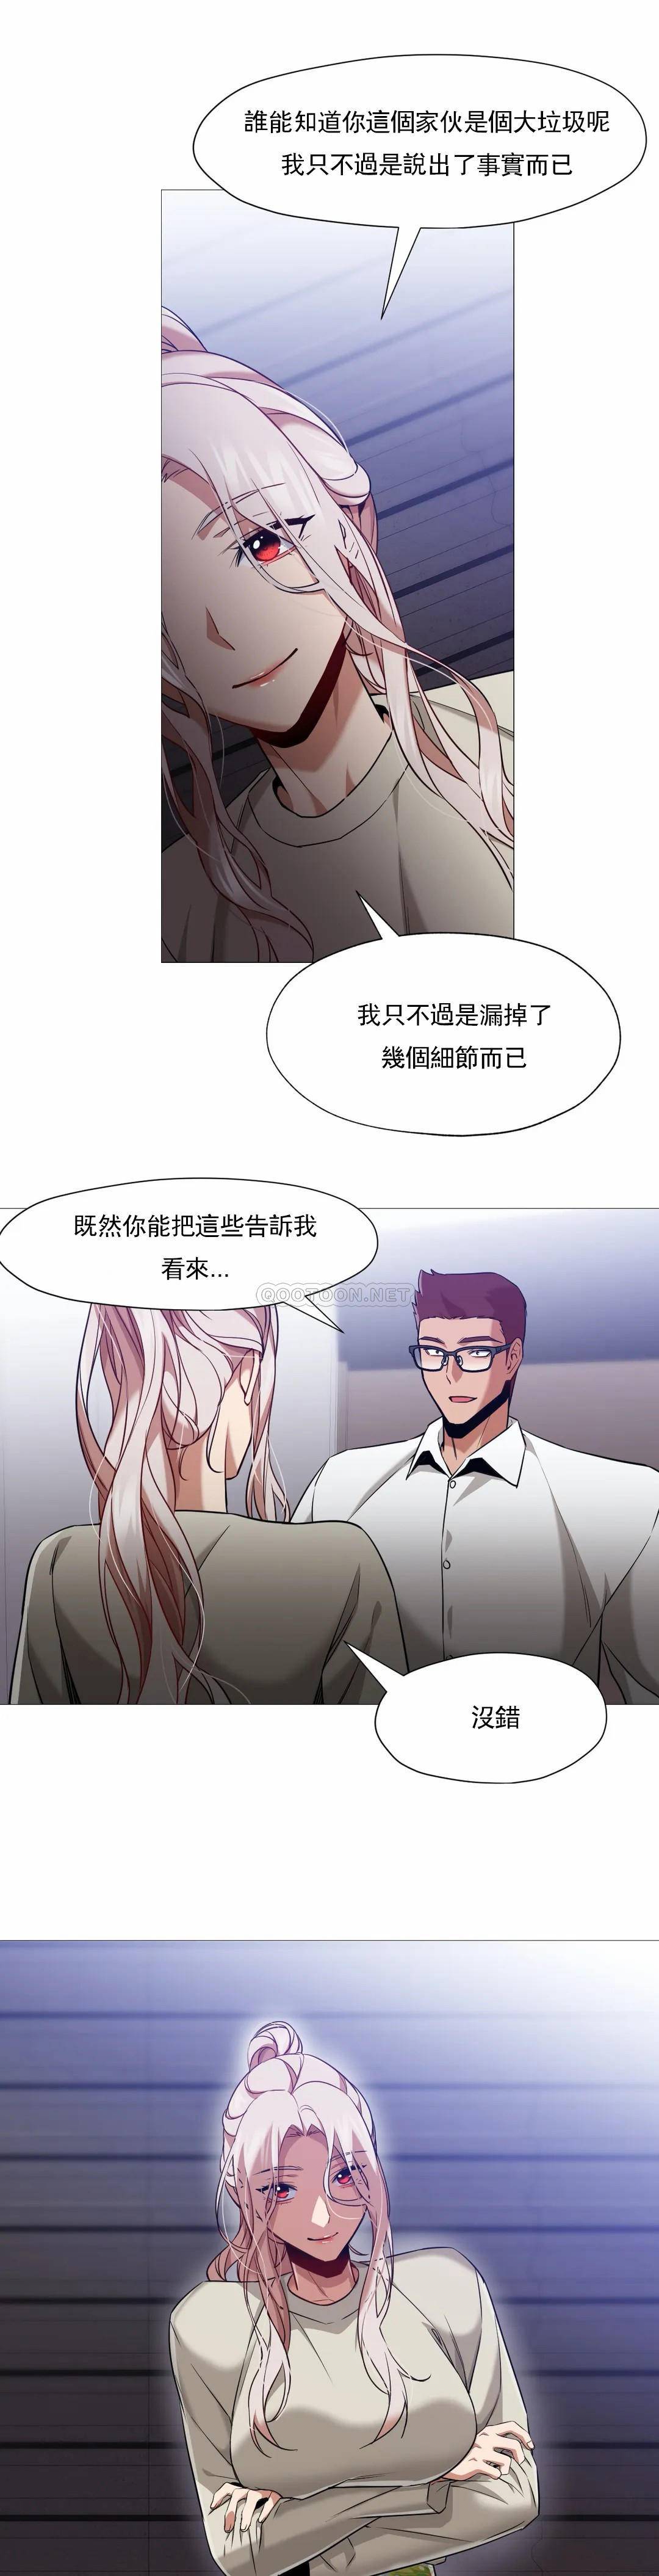 誰能知道你這個家伙是個大垃圾呢
我只不過是說出了事實而已
我只不過是漏掉了
幾個細節而已
既然你能把這些告訴我
看來...
QOOTOON.NET
沒錯